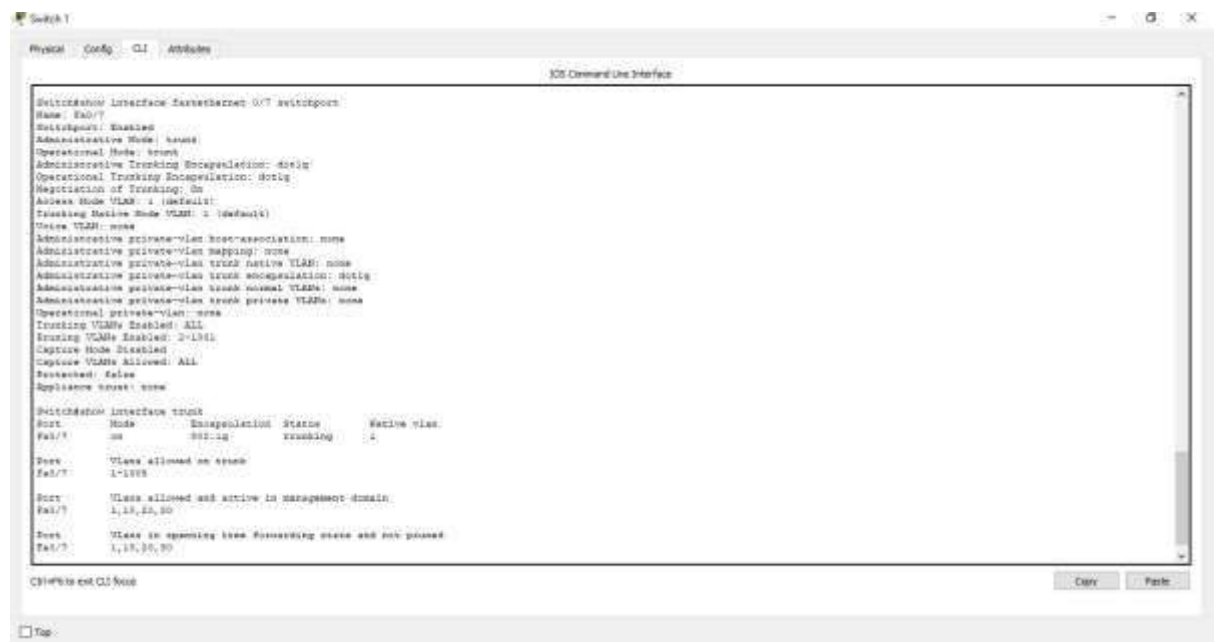 Switch 1
Physical Config CLI Attributes
IOS Command Line Interface
Switch#show interface fastethernet 0/7 switchport
Name: Fa0/7
Switchport: Enabled
Administrative Mode: trunk
Operational Mode: trunk
Administrative Trunking Encapsulation: dot1q
Operational Trunking Encapsulation: dot1q
Negotiation of Trunking: On
Access Mode VLAN: 1 (default)
Trunking Native Mode VLAN: 1 (default)
Voice VLAN: none
Administrative private-vlan host-association: none
Administrative private-vlan mapping: none
Administrative private-vlan trunk native VLAN: none
Administrative private-vlan trunk encapsulation: dot1q
Administrative private-vlan trunk normal VLANs: none
Administrative private-vlan trunk private VLANs: none
Operational private-vlan: none
Trunking VLANs Enabled: ALL
Pruning VLANs Enabled: 2-1001
Capture Mode Disabled
Capture VLANs Allowed: ALL
Protected: false
Appliance trust: none
Switch#show interface trunk
Port Mode Encapsulation Status Native vlan
Fa0/7 on 802.1q trunking 1
Port Vlans allowed on trunk
Fa0/7 1-1005
Port Vlans allowed and active in management domain
Fa0/7
Port Vlans in spanning tree forwarding state and not pruned
Fa0/7
Ctrl+F6 to exit CLI focus
Copy Paste
Top